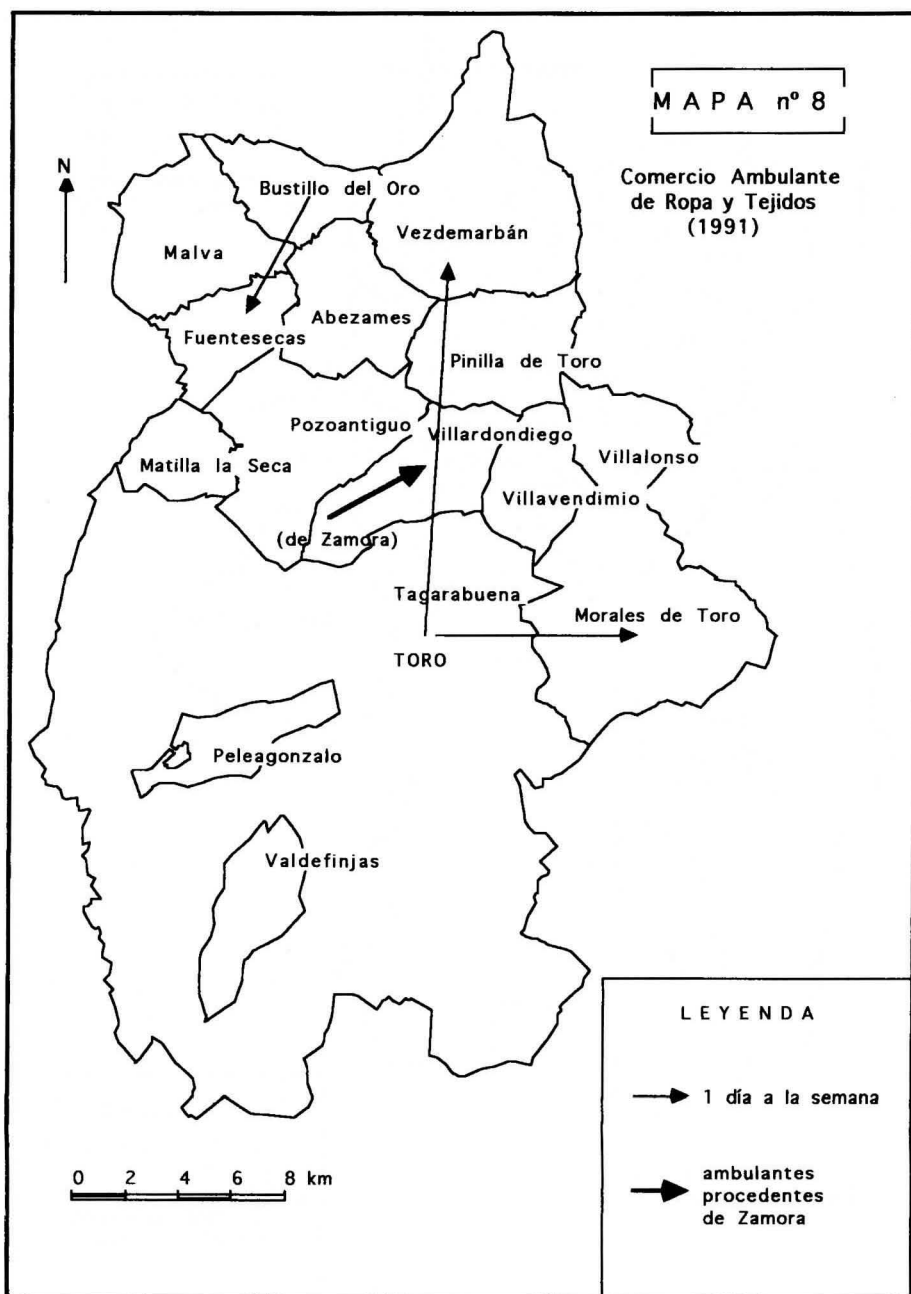 MAPA nº 8
Comercio Ambulante
de Ropa y Tejidos
(1991)
N
Bustillo del Oro
Vezdemarbán
Malva
Abezames
Fuentesecas
Pinilla de Toro
Pozoantiguo
Villardondiego
Villalonso
Matilla la Seca
Villavendimio
(de Zamora)
Tagarabuena
Morales de Toro
TORO
Peleagonzalo
Valdefinjas
LEYENDA
1 día a la semana
ambulantes
procedentes
de Zamora
0 2 4 6 8 km